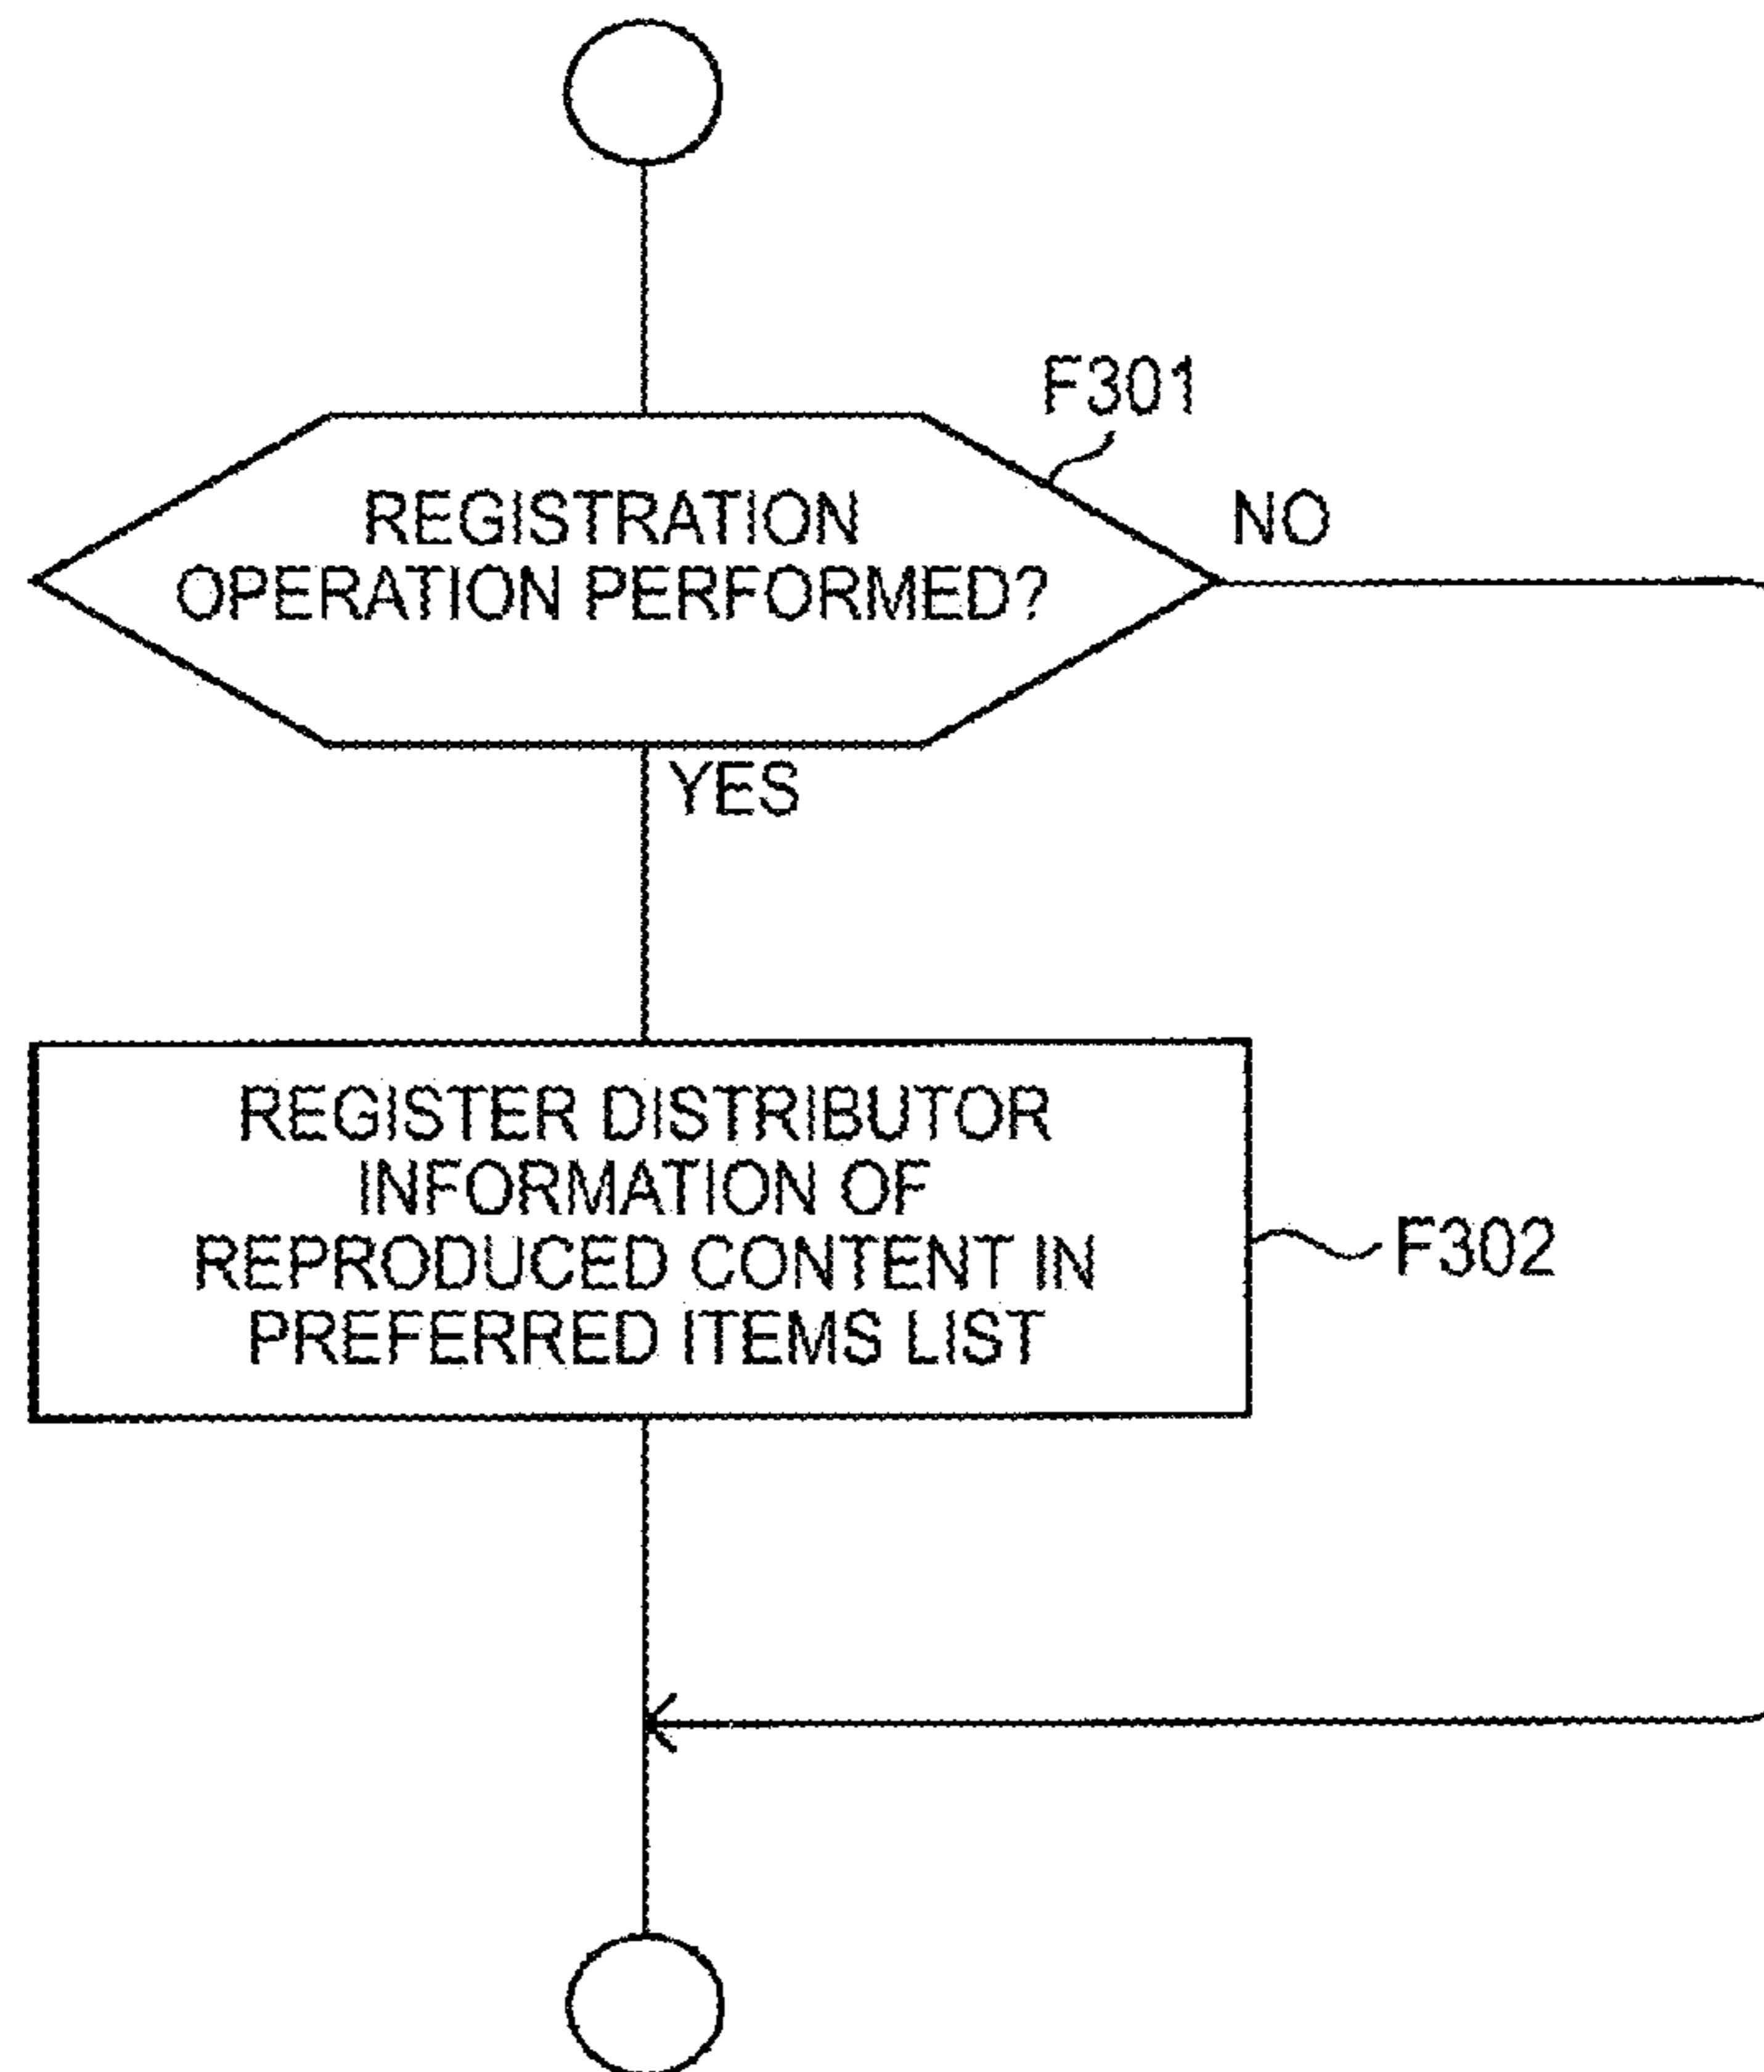 F301
REGISTRATION
OPERATION PERFORMED?
NO
YES
REGISTER DISTRIBUTOR
INFORMATION OF
REPRODUCED CONTENT IN
PREFERRED ITEMS LIST
F302